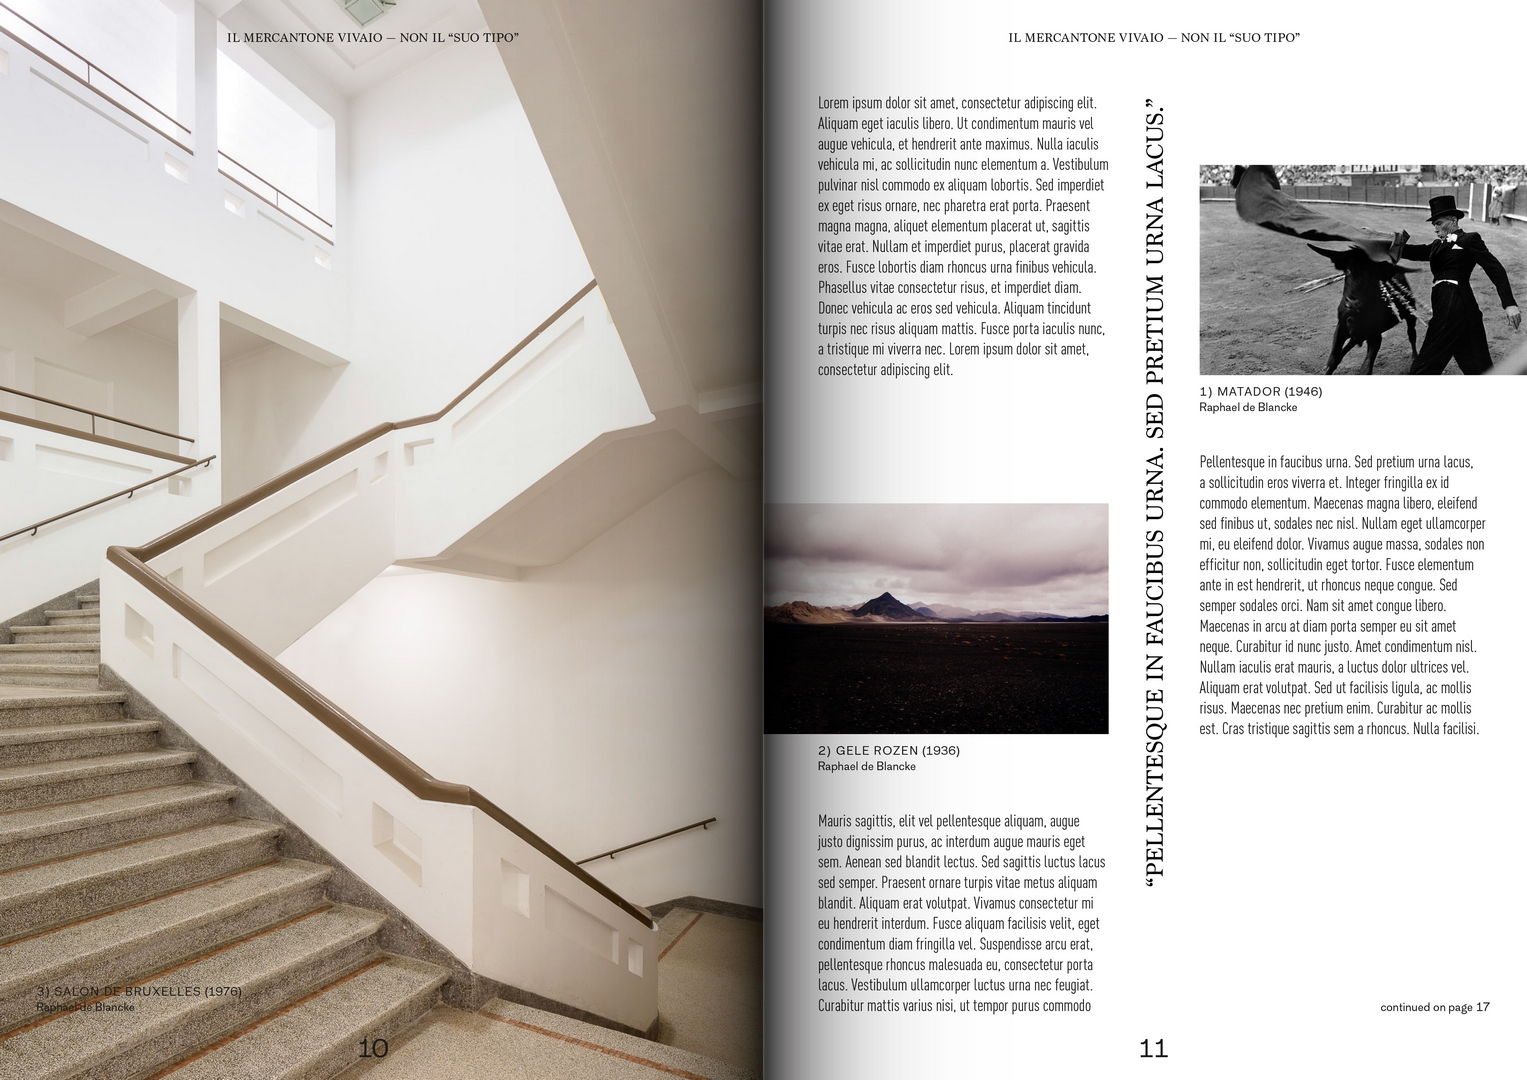 IL MERCANTONE VIVAIO — NON IL “SUO TIPO”
3) SALON DE BRUXELLES (1976)
Raphael de Blancke
10
IL MERCANTONE VIVAIO — NON IL “SUO TIPO”
Lorem ipsum dolor sit amet, consectetur adipiscing elit.
Aliquam eget iaculis libero. Ut condimentum mauris vel
augue vehicula, et hendrerit ante maximus. Nulla iaculis
vehicula mi, ac sollicitudin nunc elementum a. Vestibulum
pulvinar nisl commodo ex aliquam lobortis. Sed imperdiet
ex eget risus ornare, nec pharetra erat porta. Praesent
magna magna, aliquet elementum placerat ut, sagittis
vitae erat. Nullam et imperdiet purus, placerat gravida
eros. Fusce lobortis diam rhoncus urna finibus vehicula.
Phasellus vitae consectetur risus, et imperdiet diam.
Donec vehicula ac eros sed vehicula. Aliquam tincidunt
turpis nec risus aliquam mattis. Fusce porta iaculis nunc,
a tristique mi viverra nec. Lorem ipsum dolor sit amet,
consectetur adipiscing elit.
2) GELE ROZEN (1936)
Raphael de Blancke
Mauris sagittis, elit vel pellentesque aliquam, augue
justo dignissim purus, ac interdum augue mauris eget
sem. Aenean sed blandit lectus. Sed sagittis luctus lacus
sed semper. Praesent ornare turpis vitae metus aliquam
blandit. Aliquam erat volutpat. Vivamus consectetur mi
eu hendrerit interdum. Fusce aliquam facilisis velit, eget
condimentum diam fringilla vel. Suspendisse arcu erat,
pellentesque rhoncus malesuada eu, consectetur porta
lacus. Vestibulum ullamcorper luctus urna nec feugiat.
Curabitur mattis varius nisi, ut tempor purus commodo
“PELLENTESQUE IN FAUCIBUS URNA. SED PRETIUM URNA LACUS.”
1) MATADOR (1946)
Raphael de Blancke
Pellentesque in faucibus urna. Sed pretium urna lacus,
a sollicitudin eros viverra et. Integer fringilla ex id
commodo elementum. Maecenas magna libero, eleifend
sed finibus ut, sodales nec nisl. Nullam eget ullamcorper
mi, eu eleifend dolor. Vivamus augue massa, sodales non
efficitur non, sollicitudin eget tortor. Fusce elementum
ante in est hendrerit, ut rhoncus neque congue. Sed
semper sodales orci. Nam sit amet congue libero.
Maecenas in arcu at diam porta semper eu sit amet
neque. Curabitur id nunc justo. Amet condimentum nisl.
Nullam iaculis erat mauris, a luctus dolor ultrices vel.
Aliquam erat volutpat. Sed ut facilisis ligula, ac mollis
risus. Maecenas nec pretium enim. Curabitur ac mollis
est. Cras tristique sagittis sem a rhoncus. Nulla facilisi.
continued on page 17
11